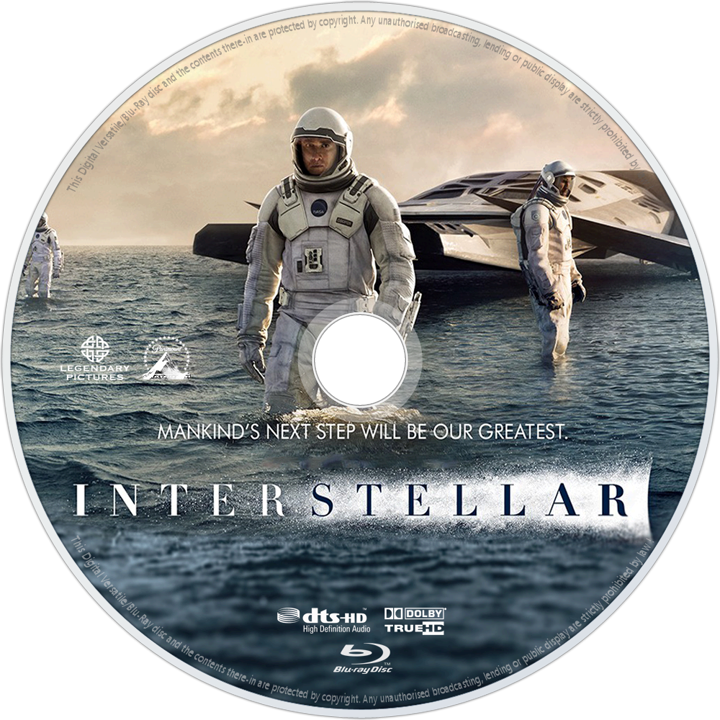 This Digital Versatile/Blu-Ray disc and the contents there-in are protected by copyright. Any unauthorised broadcasting, lending or public display are strictly prohibited by
LEGENDARY
PICTURES
MANKIND'S NEXT STEP WILL BE OUR GREATEST.
INTERSTELLAR
dts-HD
High Definition Audio
DOLBY
TRUEHD
Blu-ray Disc
This Digital Versatile/Blu-Ray disc and the contents there-in are protected by copyright. Any unauthorised broadcasting, lending or public display are strictly prohibited by law